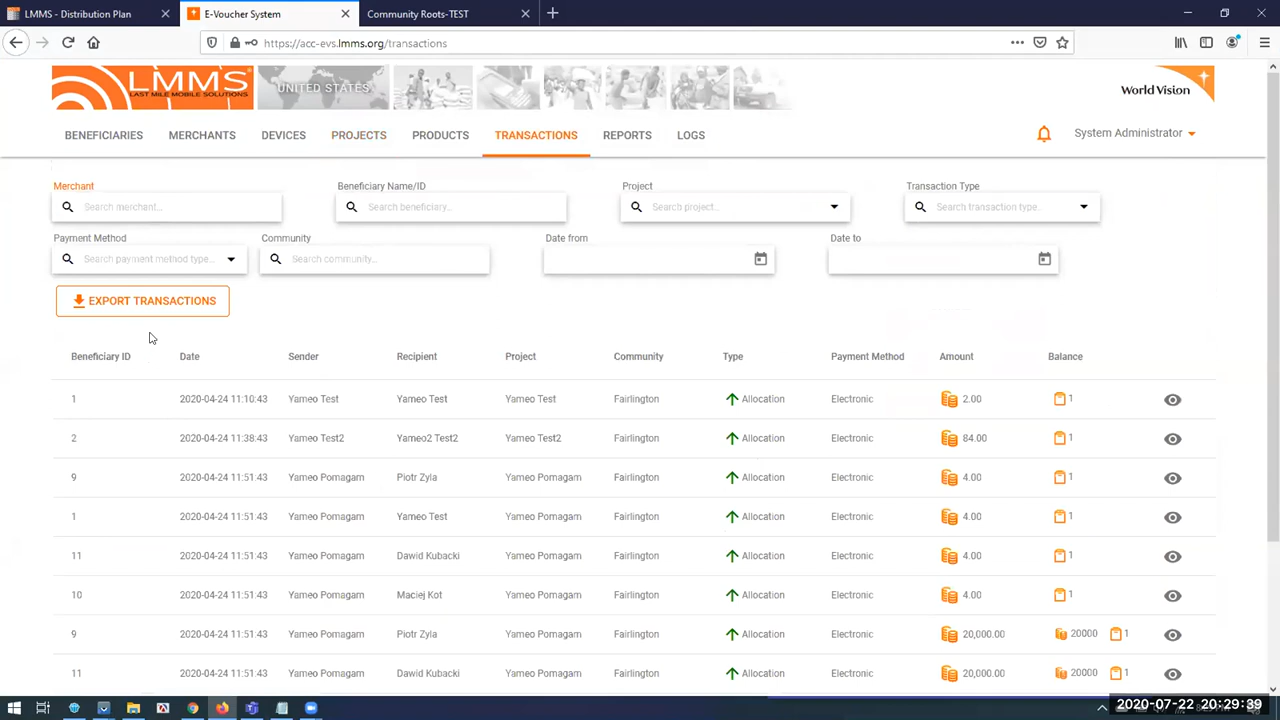 LMMS - Distribution Plan
E-Voucher System
Community Roots-TEST
https://acc-evs.lmms.org/transactions
LMMS®
LAST MILE MOBILE SOLUTIONS
UNITED STATES
World Vision
BENEFICIARIES MERCHANTS DEVICES PROJECTS PRODUCTS TRANSACTIONS REPORTS LOGS
System Administrator
Merchant Beneficiary Name/ID Project Transaction Type
Search merchant... Search beneficiary... Search project... Search transaction type...
Payment Method Community Date from Date to
Search payment method type... Search community...
EXPORT TRANSACTIONS
Beneficiary ID Date Sender Recipient Project Community Type Payment Method Amount Balance
1 2020-04-24 11:10:43 Yameo Test Yameo Test Yameo Test Fairlington Allocation Electronic 2.00 1
2 2020-04-24 11:38:43 Yameo Test2 Yameo2 Test2 Yameo Test2 Fairlington Allocation Electronic 84.00 1
9 2020-04-24 11:51:43 Yameo Pomagam Piotr Zyla Yameo Pomagam Fairlington Allocation Electronic 4.00 1
1 2020-04-24 11:51:43 Yameo Pomagam Yameo Test Yameo Pomagam Fairlington Allocation Electronic 4.00 1
11 2020-04-24 11:51:43 Yameo Pomagam Dawid Kubacki Yameo Pomagam Fairlington Allocation Electronic 4.00 1
10 2020-04-24 11:51:43 Yameo Pomagam Maciej Kot Yameo Pomagam Fairlington Allocation Electronic 4.00 1
9 2020-04-24 11:51:43 Yameo Pomagam Piotr Zyla Yameo Pomagam Fairlington Allocation Electronic 20,000.00 20000 1
11 2020-04-24 11:51:43 Yameo Pomagam Dawid Kubacki Yameo Pomagam Fairlington Allocation Electronic 20,000.00 20000 1
2020-07-22 20:29:39